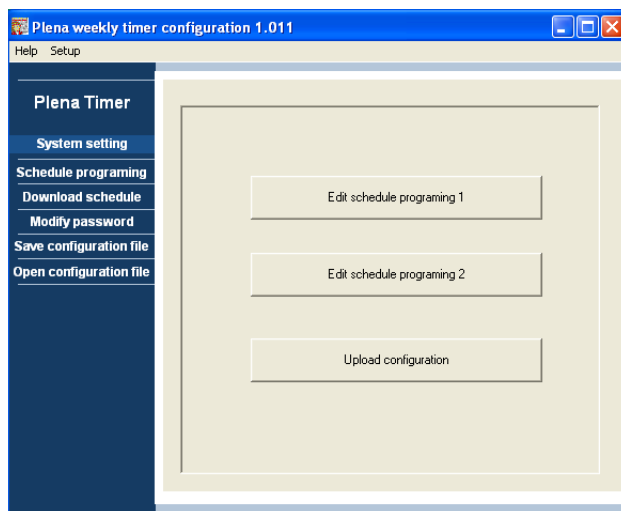 Plena weekly timer configuration 1.011
Help Setup
Plena Timer
System setting
Schedule programing
Download schedule
Modify password
Save configuration file
Open configuration file
Edit schedule programing 1
Edit schedule programing 2
Upload configuration